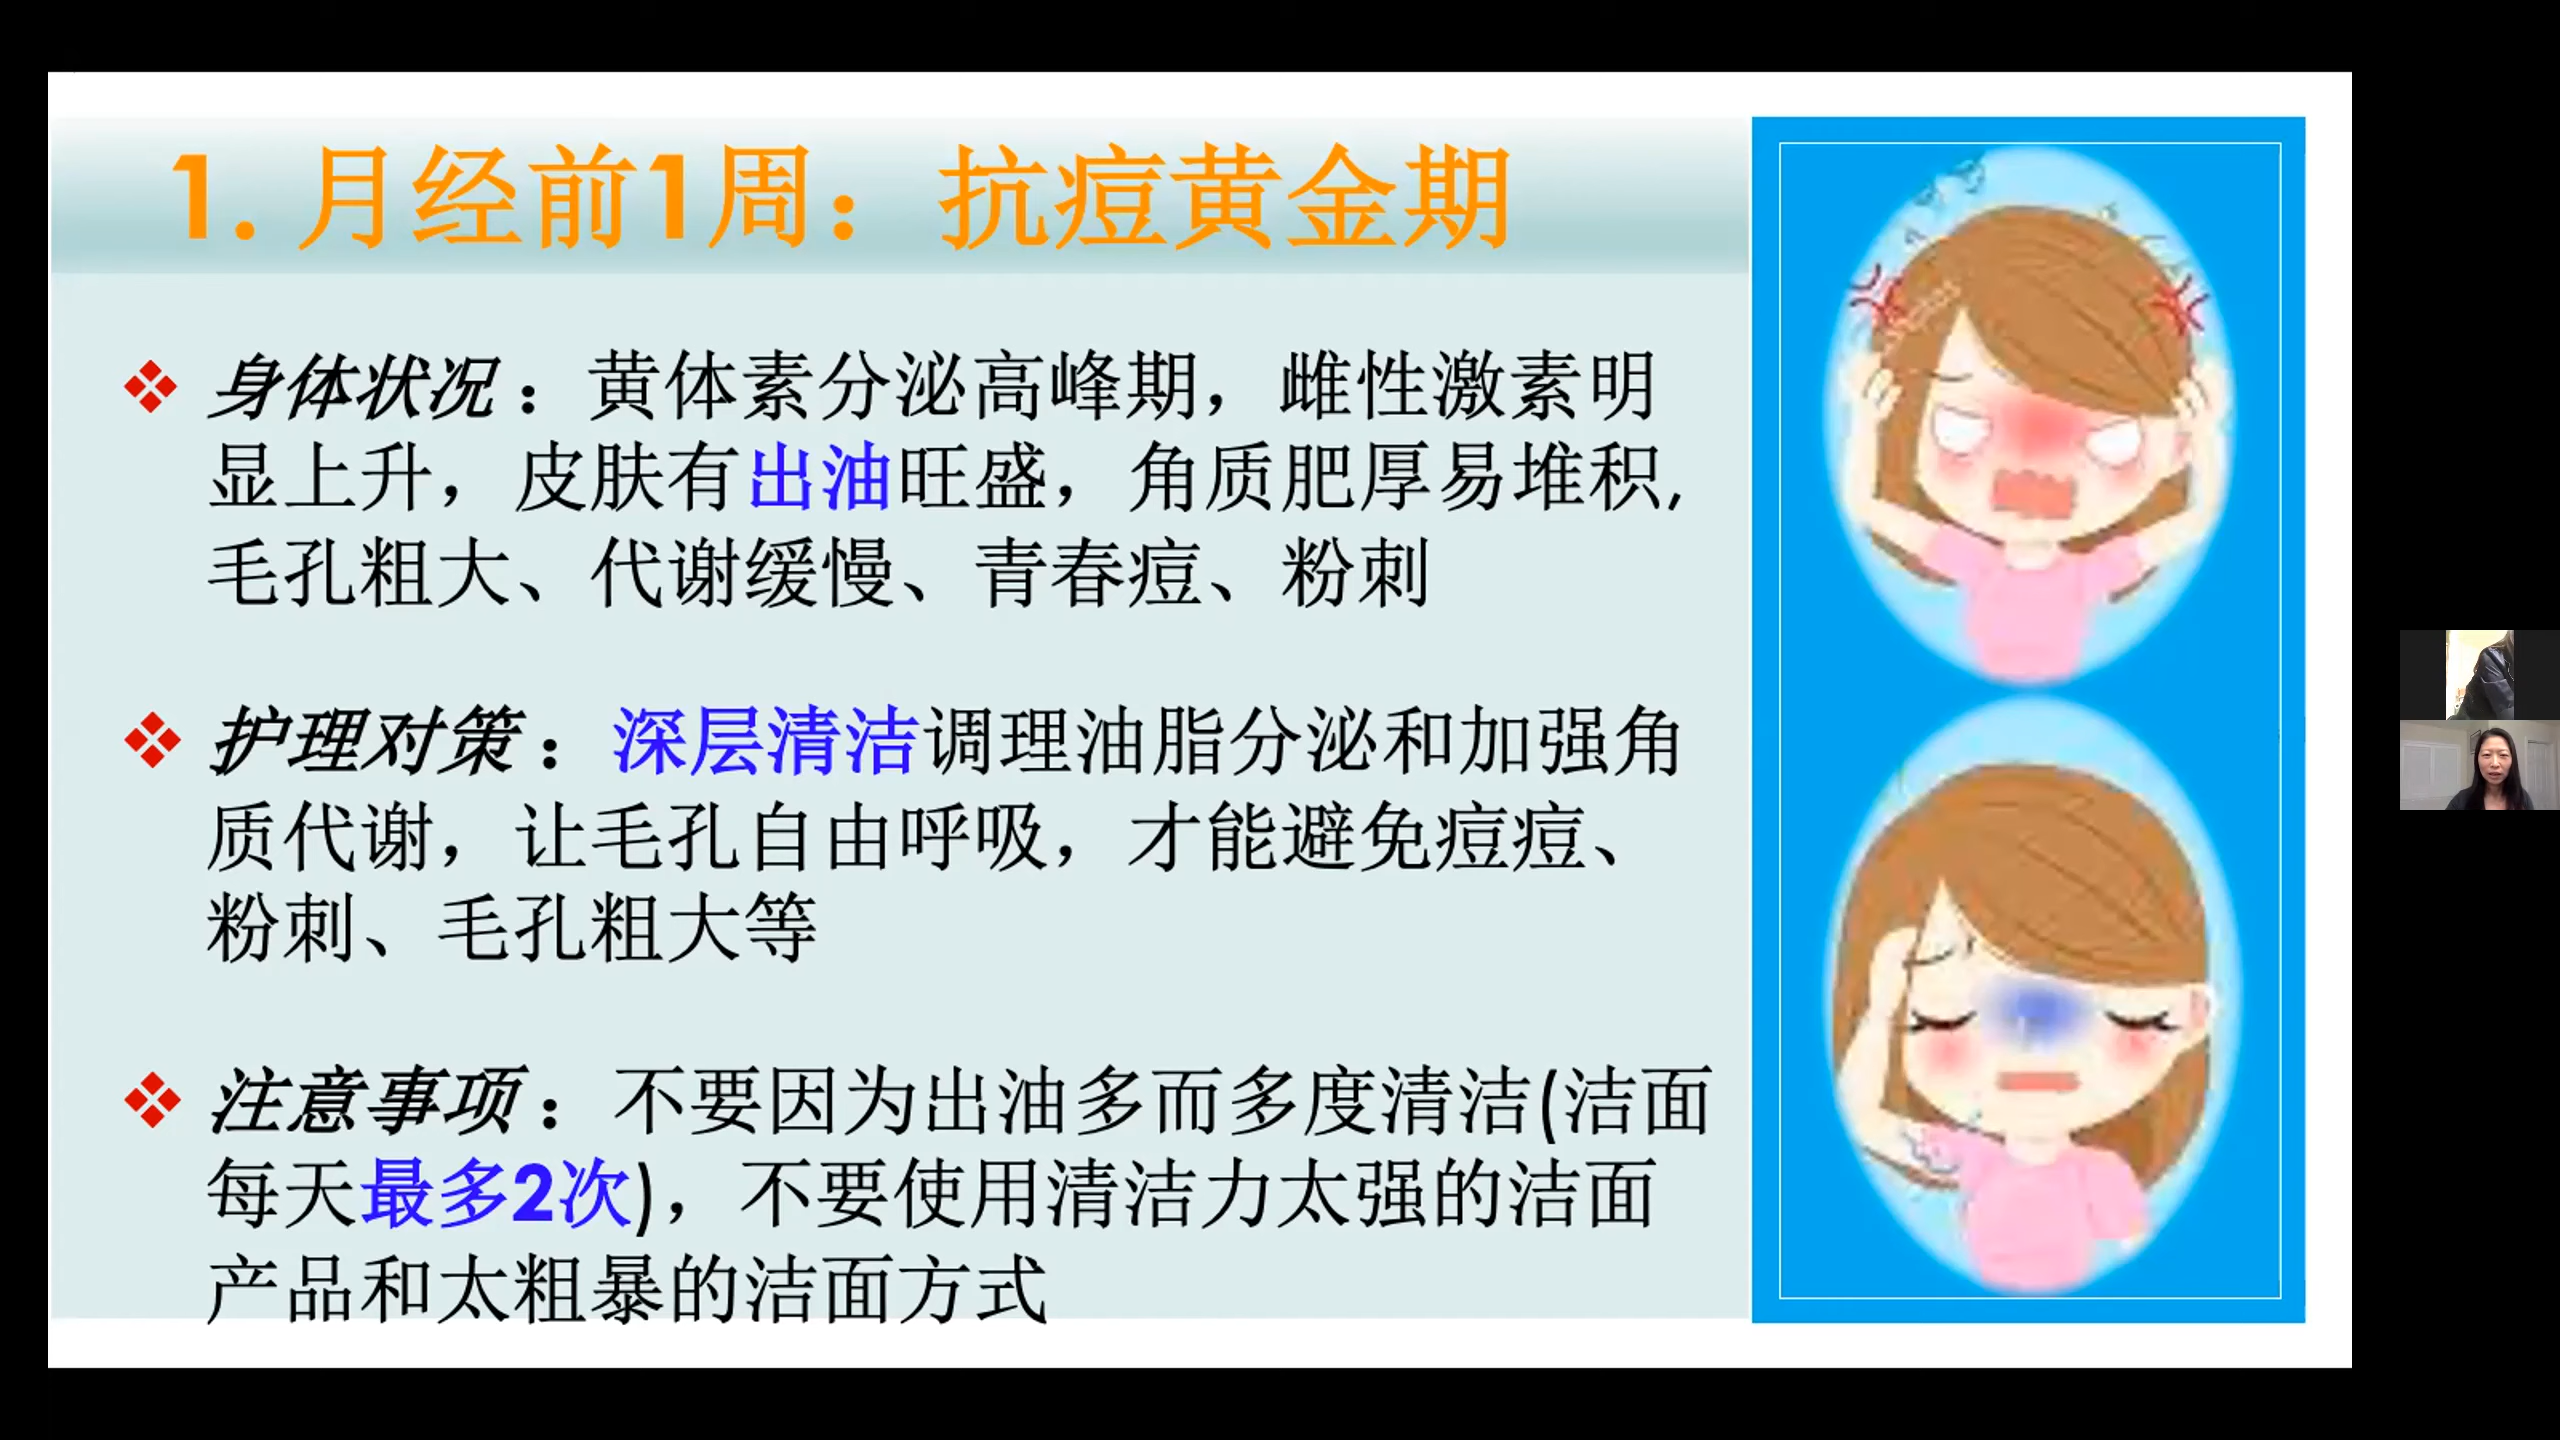 1. 月经前1周：抗痘黄金期
身体状况：黄体素分泌高峰期，雌性激素明
显上升，皮肤有出油旺盛，角质肥厚易堆积,
毛孔粗大、代谢缓慢、青春痘、粉刺
护理对策：深层清洁调理油脂分泌和加强角
质代谢，让毛孔自由呼吸，才能避免痘痘、
粉刺、毛孔粗大等
注意事项：不要因为出油多而多度清洁(洁面
每天最多2次)，不要使用清洁力太强的洁面
产品和太粗暴的洁面方式